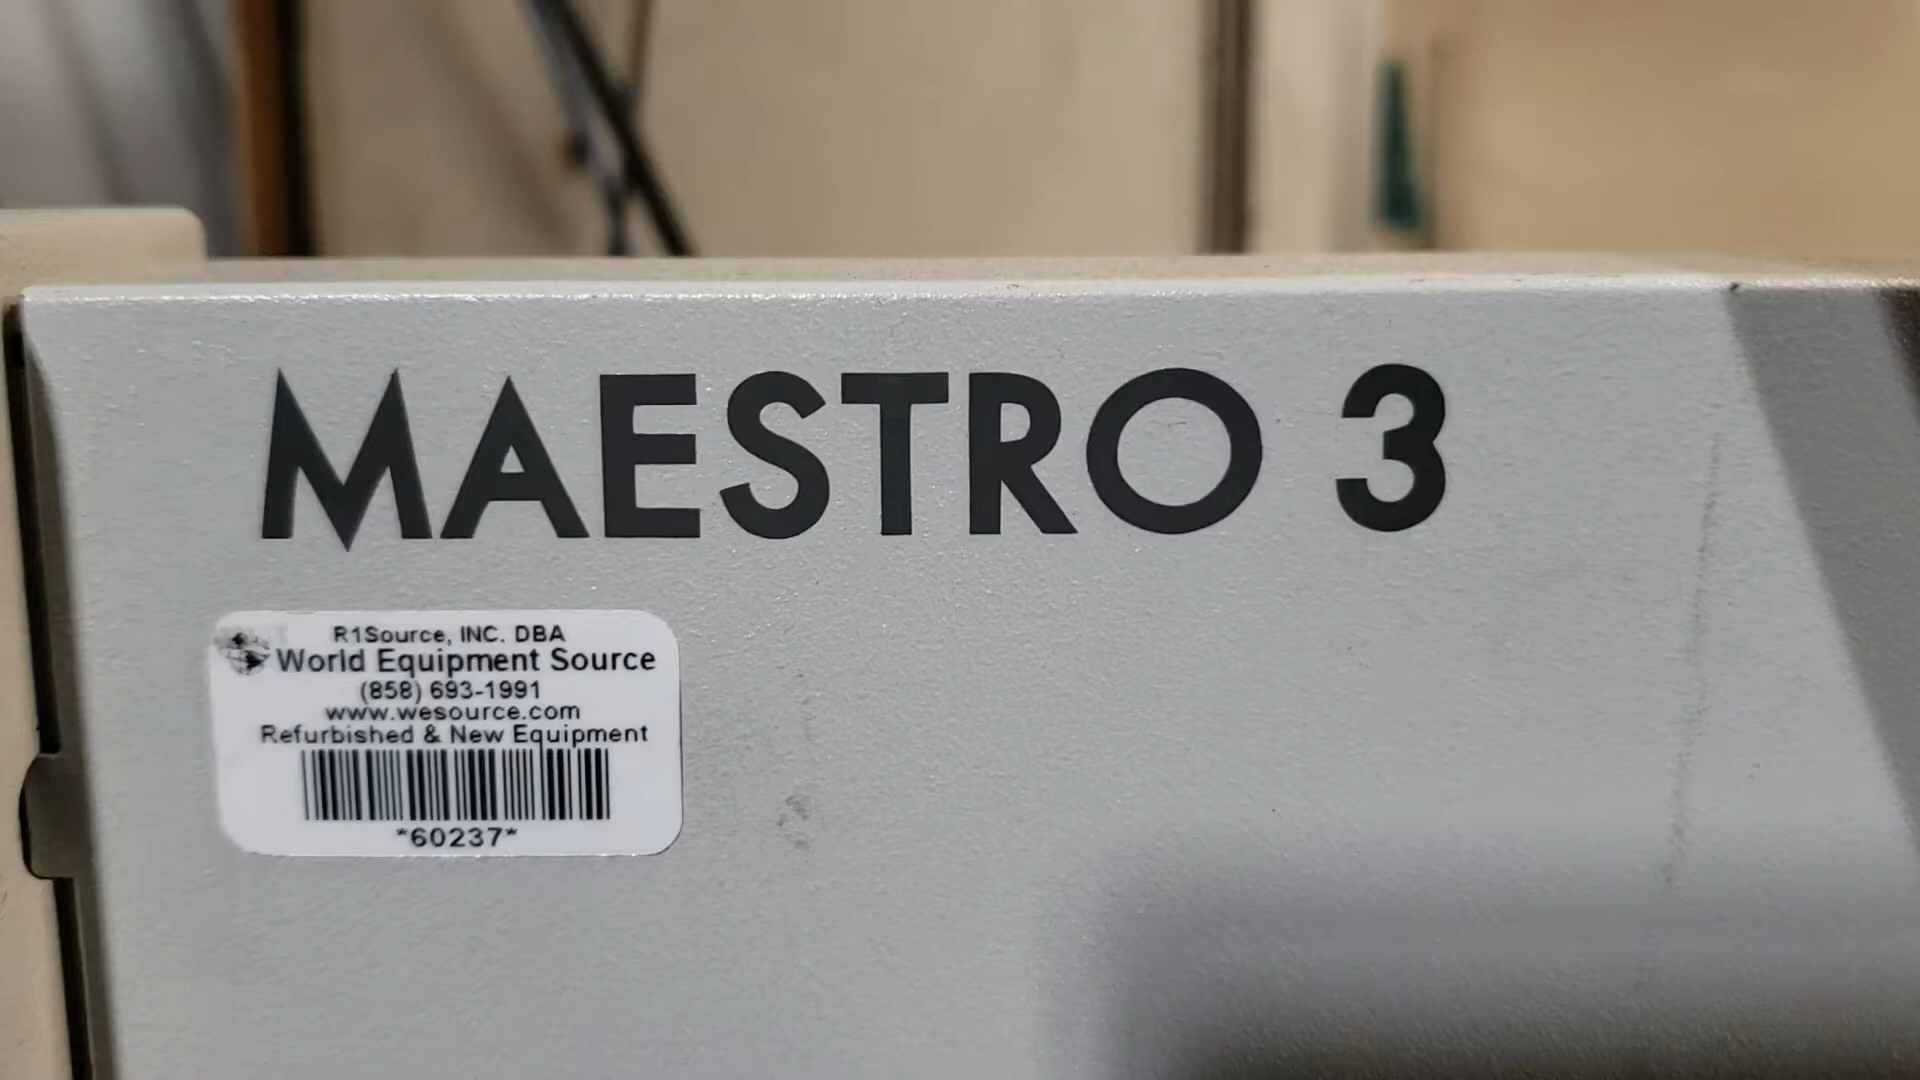 MAESTRO 3
R1Source, INC. DBA
World Equipment Source
(858) 693-1991
www.wesource.com
Refurbished & New Equipment
*60237*